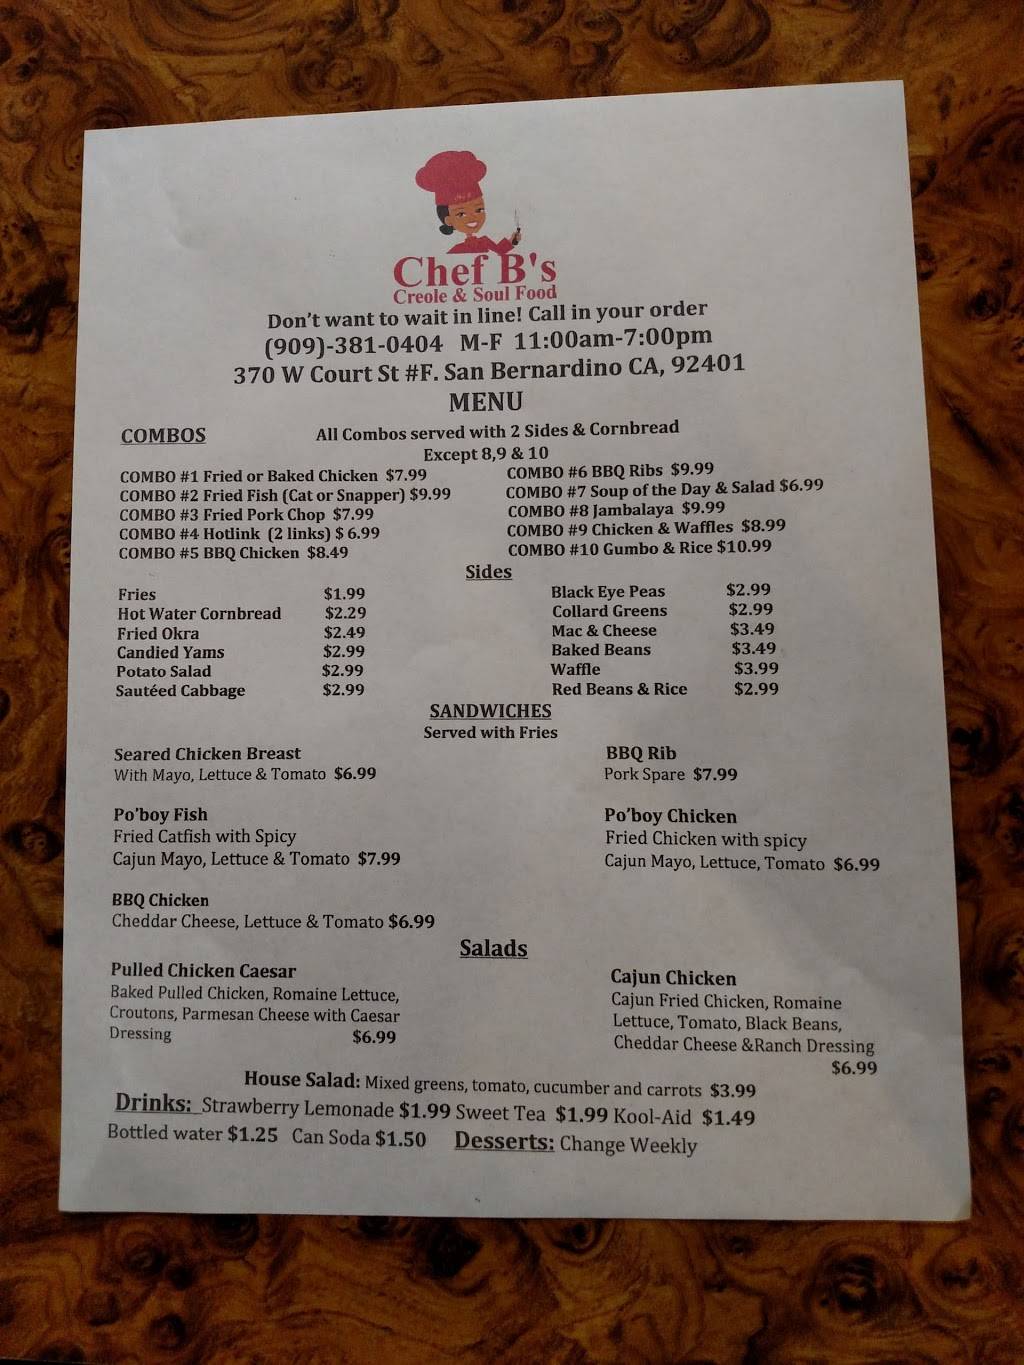 Chef B's
Creole & Soul Food
Don't want to wait in line! Call in your order
(909)-381-0404 M-F 11:00am-7:00pm
370 W Court St #F. San Bernardino CA, 92401
MENU
COMBOS All Combos served with 2 Sides & Cornbread
Except 8,9 & 10
COMBO #1 Fried or Baked Chicken $7.99
COMBO #2 Fried Fish (Cat or Snapper) $9.99
COMBO #3 Fried Pork Chop $7.99
COMBO #4 Hotlink (2 links) $ 6.99
COMBO #5 BBQ Chicken $8.49
COMBO #6 BBQ Ribs $9.99
COMBO #7 Soup of the Day & Salad $6.99
COMBO #8 Jambalaya $9.99
COMBO #9 Chicken & Waffles $8.99
COMBO #10 Gumbo & Rice $10.99
Sides
Fries $1.99
Hot Water Cornbread $2.29
Fried Okra $2.49
Candied Yams $2.99
Potato Salad $2.99
Sautéed Cabbage $2.99
Black Eye Peas $2.99
Collard Greens $2.99
Mac & Cheese $3.49
Baked Beans $3.49
Waffle $3.99
Red Beans & Rice $2.99
SANDWICHES
Served with Fries
Seared Chicken Breast
With Mayo, Lettuce & Tomato $6.99
BBQ Rib
Pork Spare $7.99
Po'boy Fish
Fried Catfish with Spicy
Cajun Mayo, Lettuce & Tomato $7.99
Po'boy Chicken
Fried Chicken with spicy
Cajun Mayo, Lettuce, Tomato $6.99
BBQ Chicken
Cheddar Cheese, Lettuce & Tomato $6.99
Salads
Pulled Chicken Caesar
Baked Pulled Chicken, Romaine Lettuce,
Croutons, Parmesan Cheese with Caesar
Dressing $6.99
Cajun Chicken
Cajun Fried Chicken, Romaine
Lettuce, Tomato, Black Beans,
Cheddar Cheese &Ranch Dressing
$6.99
House Salad: Mixed greens, tomato, cucumber and carrots $3.99
Drinks: Strawberry Lemonade $1.99 Sweet Tea $1.99 Kool-Aid $1.49
Bottled water $1.25 Can Soda $1.50 Desserts: Change Weekly